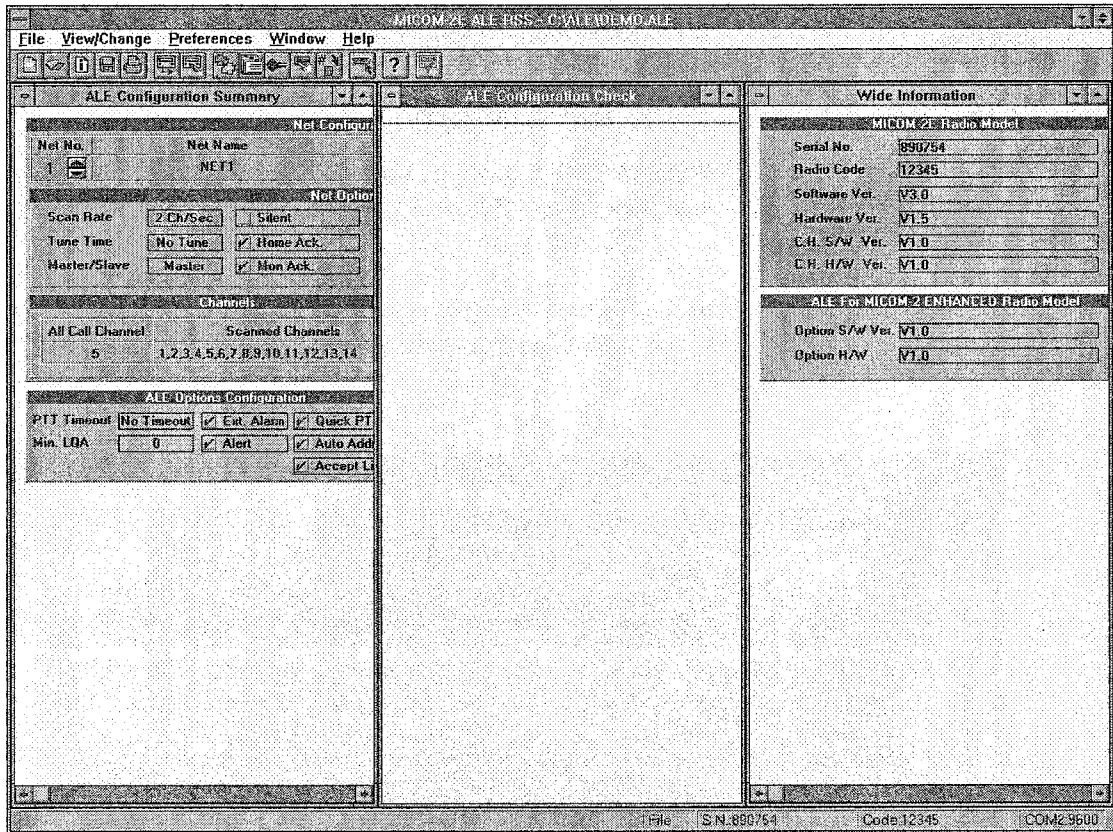 MICOM-2E ALE RSS - C:\ALE\DEMO.ALE
File View/Change Preferences Window Help
ALE Configuration Summary
Net Configur
Net No. Net Name
1 NET1
Net Option
Scan Rate 2 Ch/Sec Silent
Tune Time No Tune Home Ack.
Master/Slave Master Mon Ack.
Channels
All Call Channel Scanned Channels
5 1,2,3,4,5,6,7,8,9,10,11,12,13,14
ALE Options Configuration
PTT Timeout No Timeout Ext. Alarm Quick PT
Min. LQA 0 Alert Auto Add
Accept Li
ALE Configuration Check
Wide Information
MICOM-2E Radio Model
Serial No. 890754
Radio Code 12345
Software Ver. V3.0
Hardware Ver. V1.5
C.H. S/W Ver. V1.0
C.H. H/W Ver. V1.0
ALE For MICOM-2 ENHANCED Radio Model
Option S/W Ver. V1.0
Option H/W V1.0
File S.N.:890754 Code:12345 COM2:9600